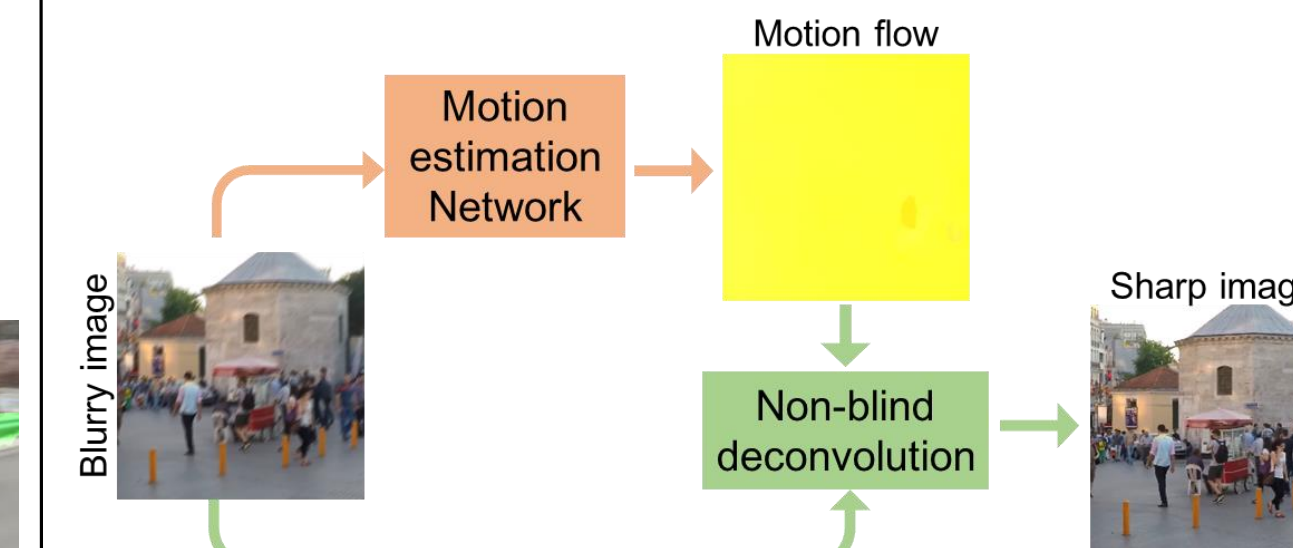 Motion flow
Motion
estimation
Network
Blurry image
Sharp imag
Non-blind
deconvolution